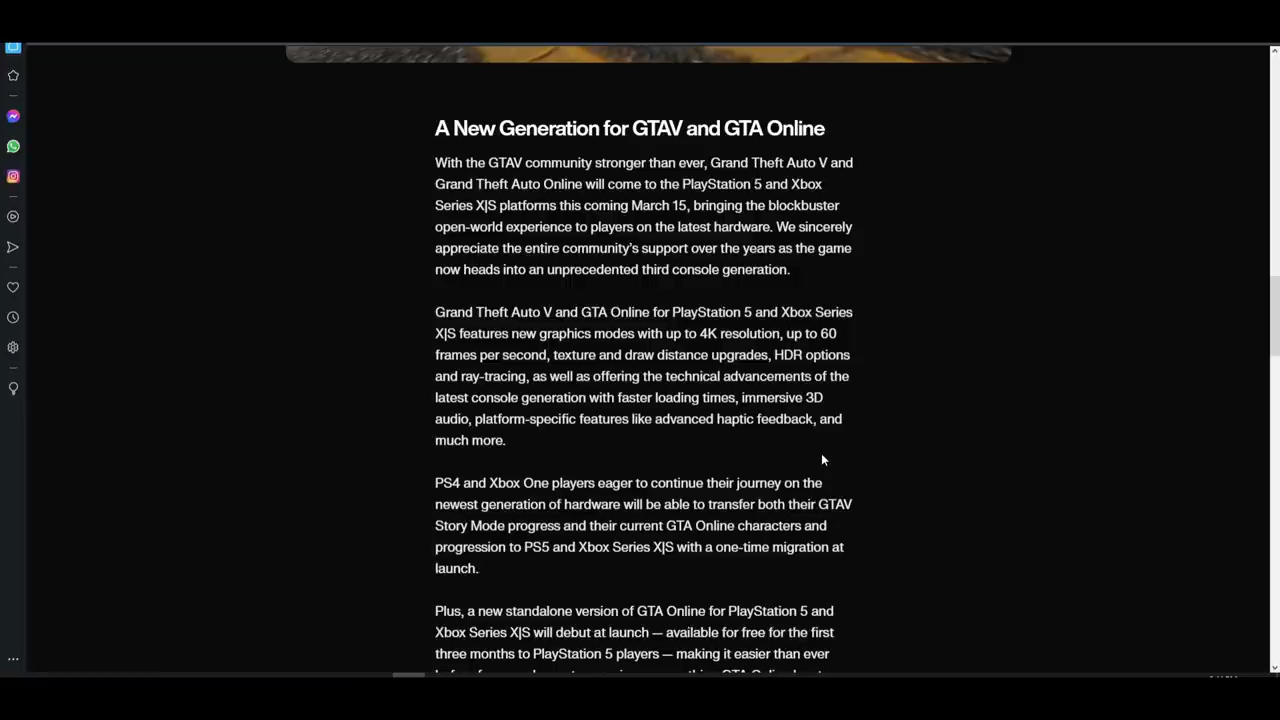 A New Generation for GTAV and GTA Online
With the GTAV community stronger than ever, Grand Theft Auto V and
Grand Theft Auto Online will come to the PlayStation 5 and Xbox
Series X|S platforms this coming March 15, bringing the blockbuster
open-world experience to players on the latest hardware. We sincerely
appreciate the entire community's support over the years as the game
now heads into an unprecedented third console generation.
Grand Theft Auto V and GTA Online for PlayStation 5 and Xbox Series
X|S features new graphics modes with up to 4K resolution, up to 60
frames per second, texture and draw distance upgrades, HDR options
and ray-tracing, as well as offering the technical advancements of the
latest console generation with faster loading times, immersive 3D
audio, platform-specific features like advanced haptic feedback, and
much more.
PS4 and Xbox One players eager to continue their journey on the
newest generation of hardware will be able to transfer both their GTAV
Story Mode progress and their current GTA Online characters and
progression to PS5 and Xbox Series X|S with a one-time migration at
launch.
Plus, a new standalone version of GTA Online for PlayStation 5 and
Xbox Series X|S will debut at launch — available for free for the first
three months to PlayStation 5 players — making it easier than ever